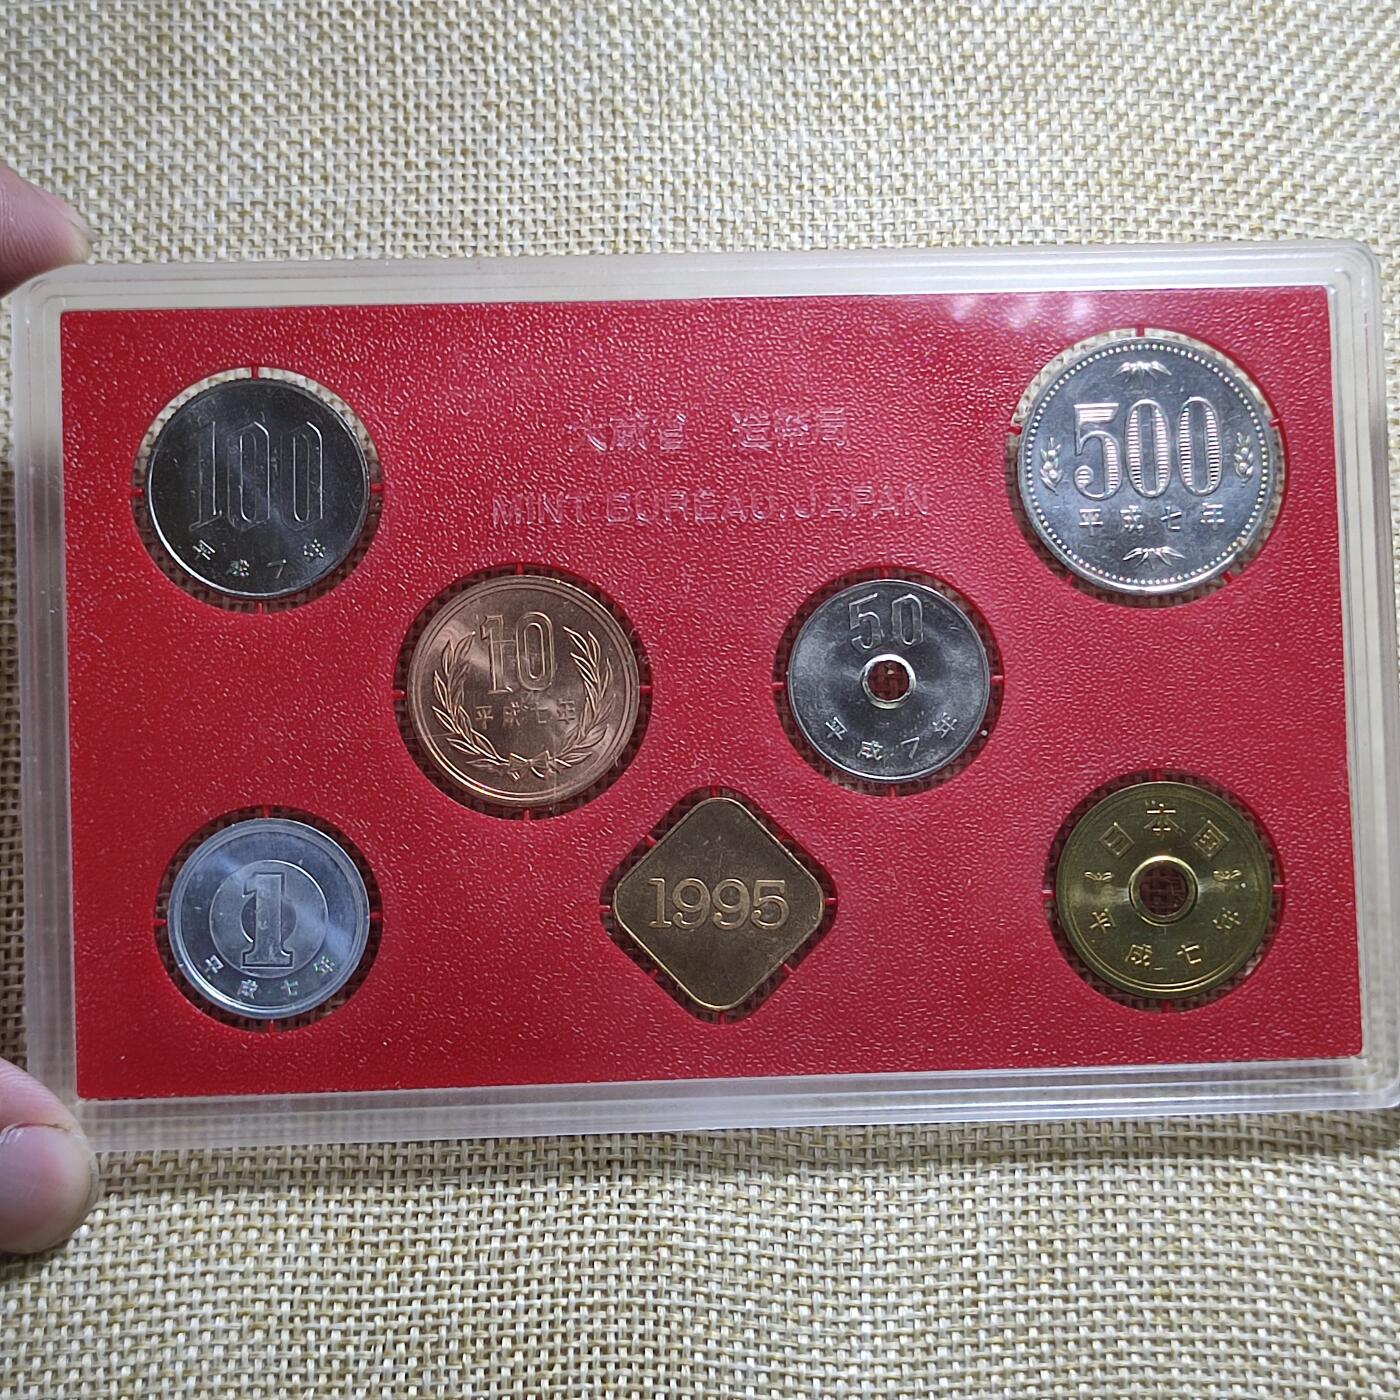 大蔵省 造幣局
MINT BUREAU, JAPAN
100
平成7年
500
平成七年
10
平成七年
50
平成7年
1
平成七年
1995
日本国
平成七年